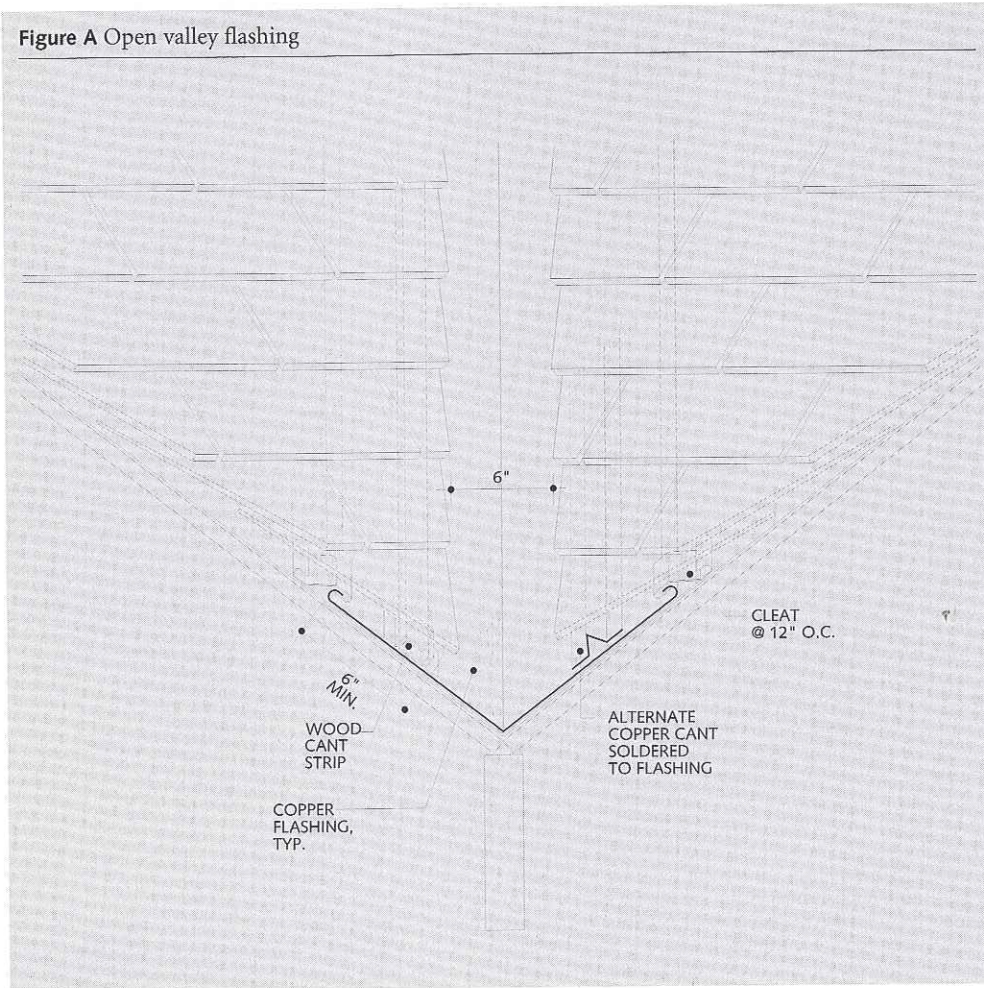 Figure A Open valley flashing
6"
CLEAT
@ 12" O.C.
6"
MIN.
WOOD
CANT
STRIP
ALTERNATE
COPPER CANT
SOLDERED
TO FLASHING
COPPER
FLASHING,
TYP.